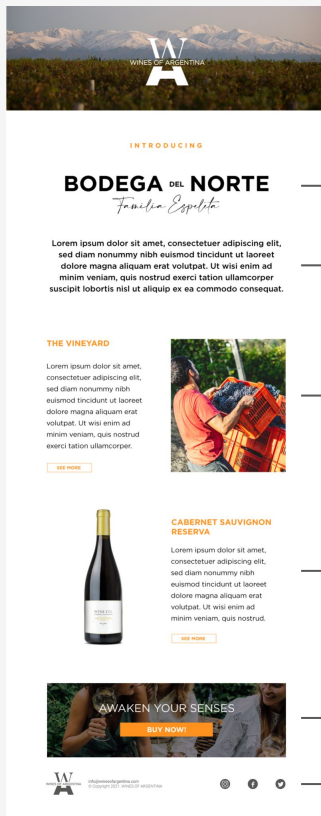 WINES OF ARGENTINA
INTRODUCING
BODEGA DEL NORTE
Familia Espeleta
Lorem ipsum dolor sit amet, consectetuer adipiscing elit,
sed diam nonummy nibh euismod tincidunt ut laoreet
dolore magna aliquam erat volutpat. Ut wisi enim ad
minim veniam, quis nostrud exerci tation ullamcorper
suscipit lobortis nisl ut aliquip ex ea commodo consequat.
THE VINEYARD
Lorem ipsum dolor sit amet,
consectetuer adipiscing elit,
sed diam nonummy nibh
euismod tincidunt ut laoreet
dolore magna aliquam erat
volutpat. Ut wisi enim ad
minim veniam, quis nostrud
exerci tation ullamcorper.
SEE MORE
CABERNET SAUVIGNON
RESERVA
Lorem ipsum dolor sit amet,
consectetuer adipiscing elit,
sed diam nonummy nibh
euismod tincidunt ut laoreet
dolore magna aliquam erat
volutpat. Ut wisi enim ad
minim veniam, quis nostrud.
SEE MORE
AWAKEN YOUR SENSES
BUY NOW!
WINES OF ARGENTINA
info@winesofargentina.com
© Copyright 2021 WINES OF ARGENTINA